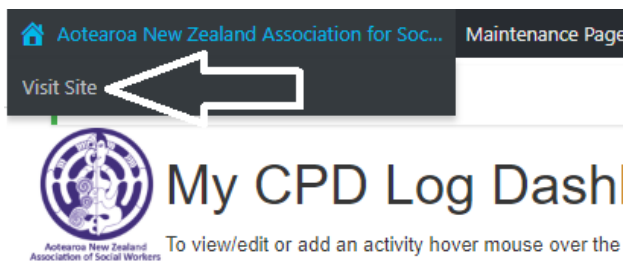 Aotearoa New Zealand Association for Soc... Maintenance Page
Visit Site
My CPD Log Dash
Aotearoa New Zealand
Association of Social Workers
To view/edit or add an activity hover mouse over the